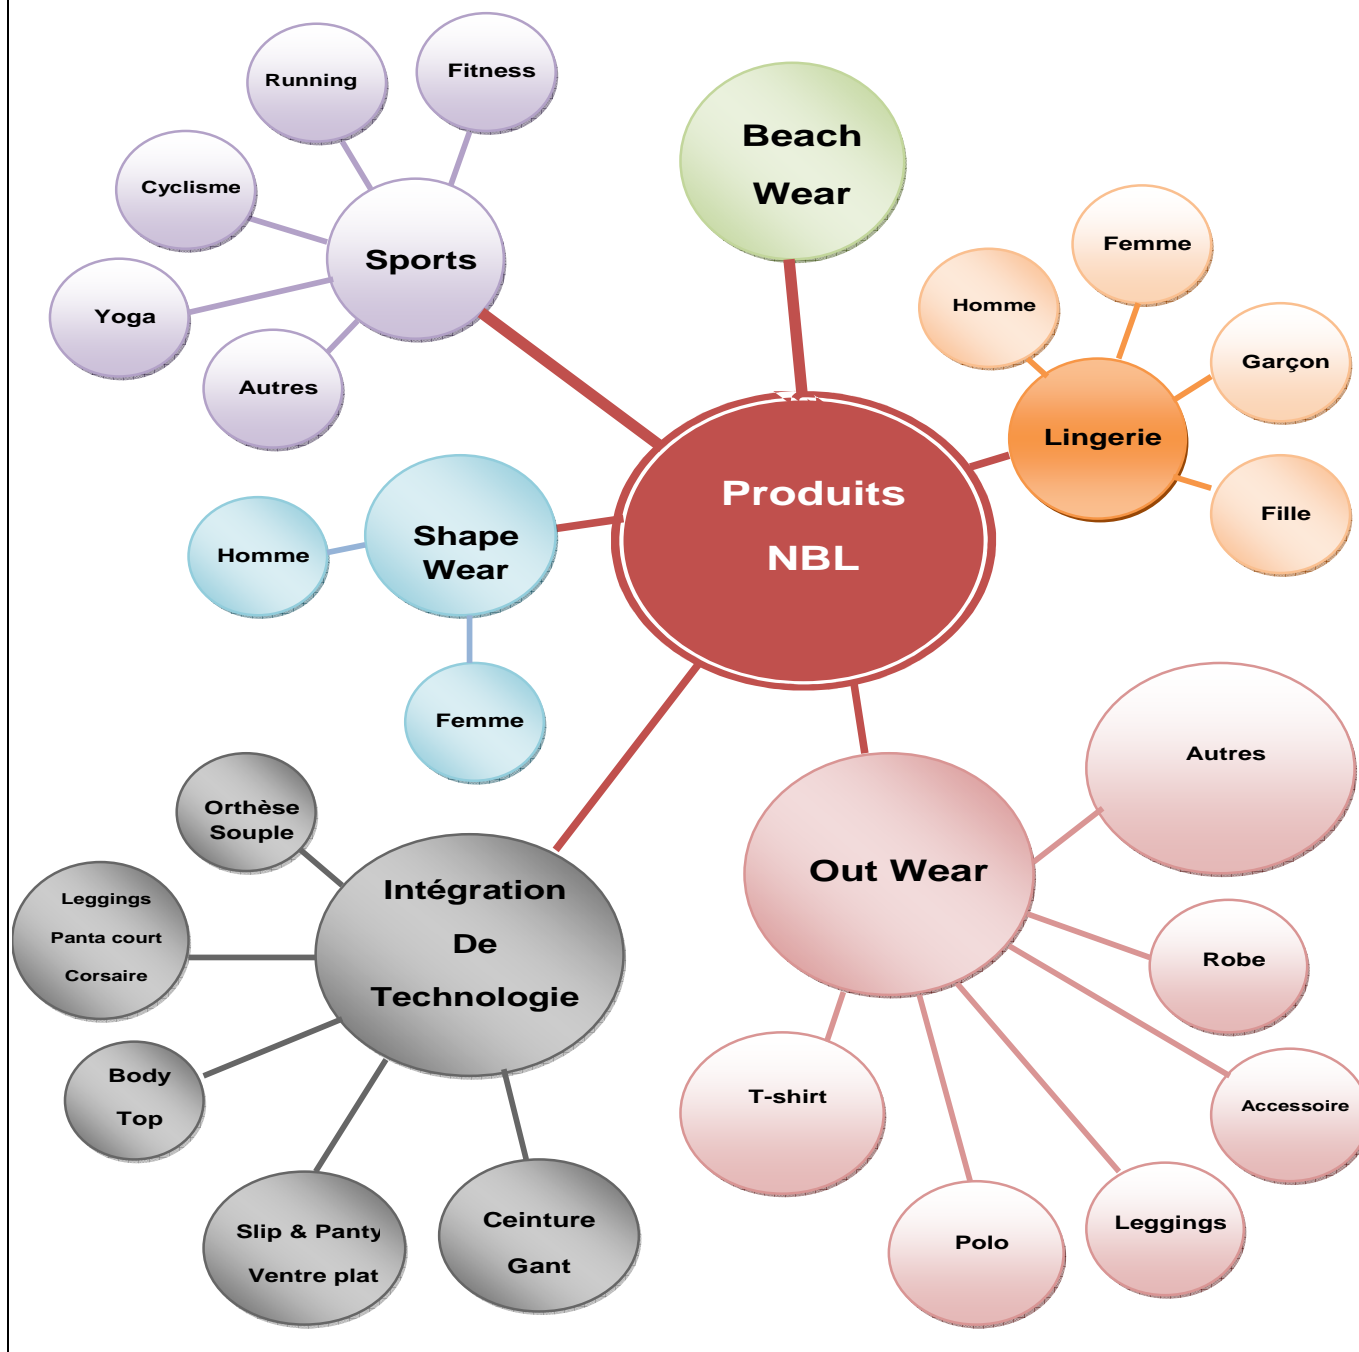 Fitness
Running
Beach
Wear
Cyclisme
Femme
Sports
Homme
Yoga
Garçon
Autres
Lingerie
Produits
NBL
Fille
Shape
Wear
Homme
Femme
Autres
Orthèse
Souple
Out Wear
Intégration
De
Technologie
Leggings
Panta court
Corsaire
Robe
Body
Top
T-shirt
Accessoire
Slip & Panty
Ventre plat
Ceinture
Gant
Polo
Leggings